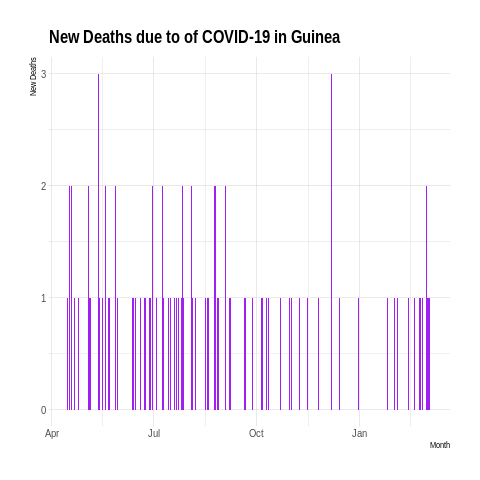 New Deaths due to of COVID-19 in Guinea
New Deaths
3
2
1
0
Apr Jul Oct Jan
Month